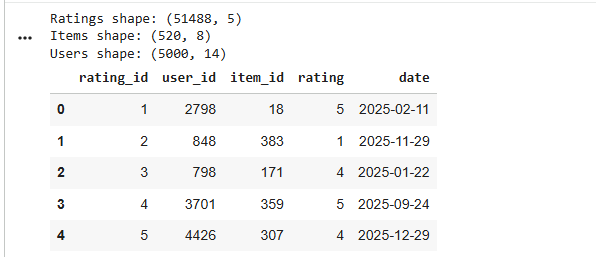 Ratings shape: (51488, 5)
Items shape: (520, 8)
Users shape: (5000, 14)
rating_id user_id item_id rating date
0 1 2798 18 5 2025-02-11
1 2 848 383 1 2025-11-29
2 3 798 171 4 2025-01-22
3 4 3701 359 5 2025-09-24
4 5 4426 307 4 2025-12-29